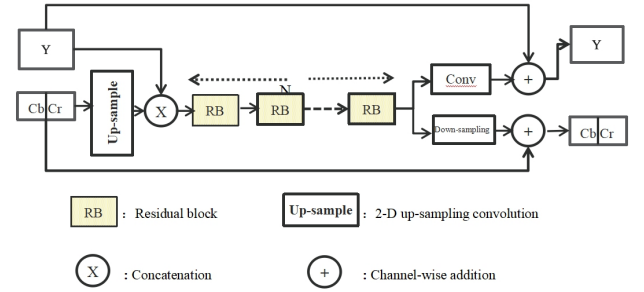 Y
Cb Cr
Up-sample
X
RB
RB
RB
N
Conv
Down-sampling
+
+
Y
Cb Cr
RB : Residual block
Up-sample : 2-D up-sampling convolution
X : Concatenation
+ : Channel-wise addition